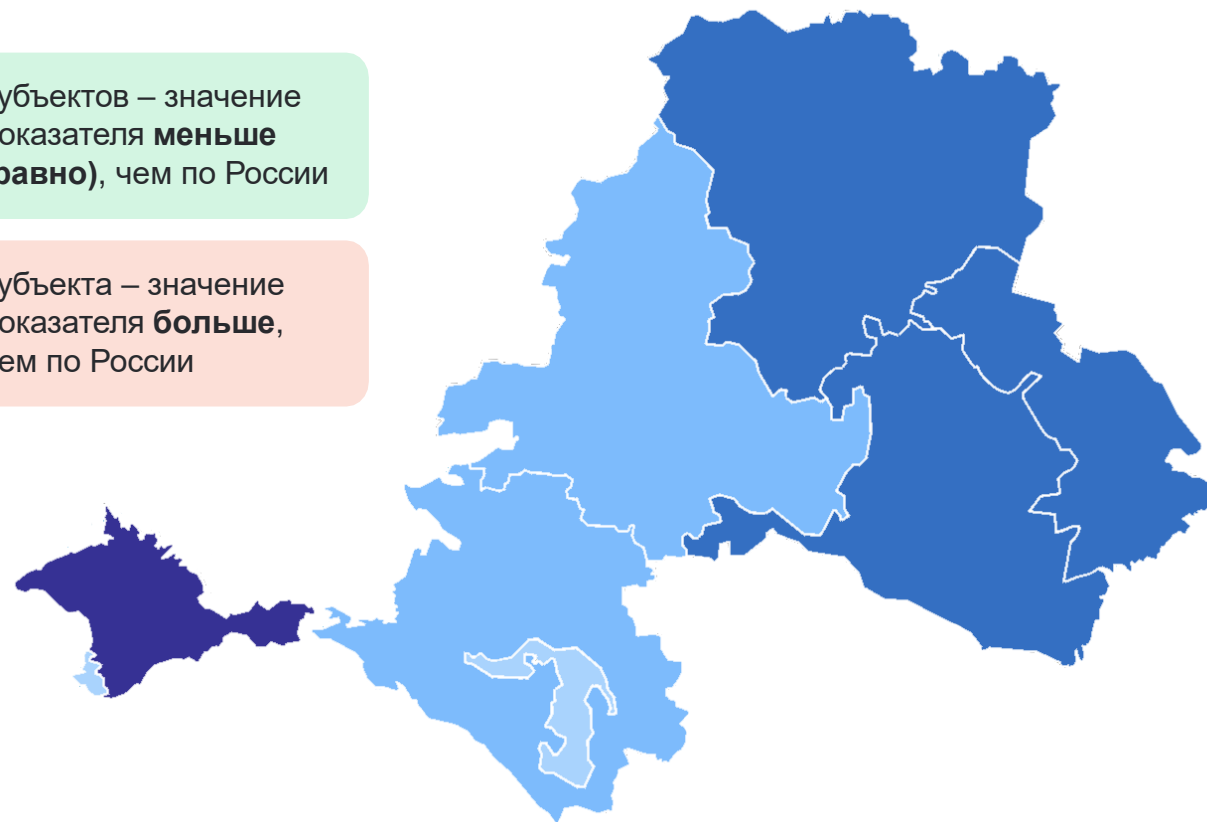 убъектов – значение
оказателя меньше
равно), чем по России
убъекта – значение
оказателя больше,
ем по России